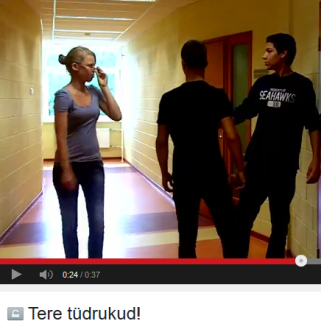 SEAHAWKS
0:24 / 0:37
Tere tüdrukud!